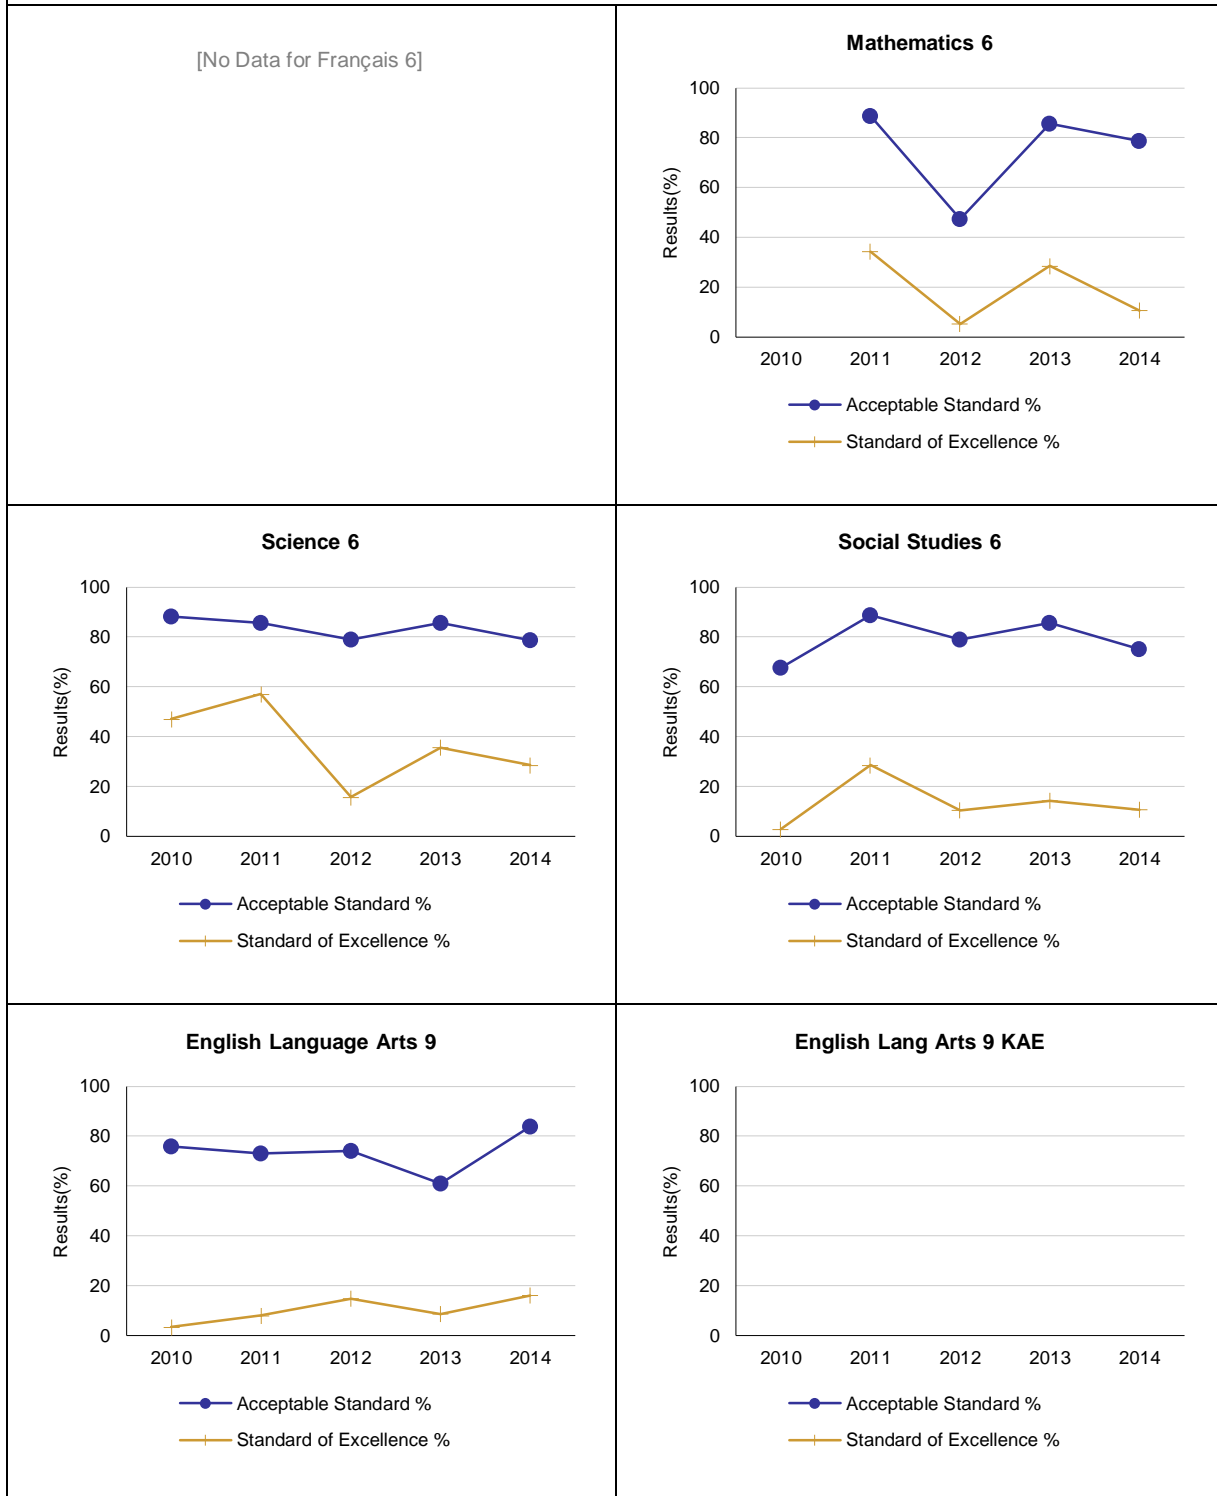 [No Data for Français 6]
Mathematics 6
Results(%)
100
80
60
40
20
0
2010 2011 2012 2013 2014
Acceptable Standard %
Standard of Excellence %
Science 6
Results(%)
100
80
60
40
20
0
2010 2011 2012 2013 2014
Acceptable Standard %
Standard of Excellence %
Social Studies 6
Results(%)
100
80
60
40
20
0
2010 2011 2012 2013 2014
Acceptable Standard %
Standard of Excellence %
English Language Arts 9
Results(%)
100
80
60
40
20
0
2010 2011 2012 2013 2014
Acceptable Standard %
Standard of Excellence %
English Lang Arts 9 KAE
Results(%)
100
80
60
40
20
0
2010 2011 2012 2013 2014
Acceptable Standard %
Standard of Excellence %